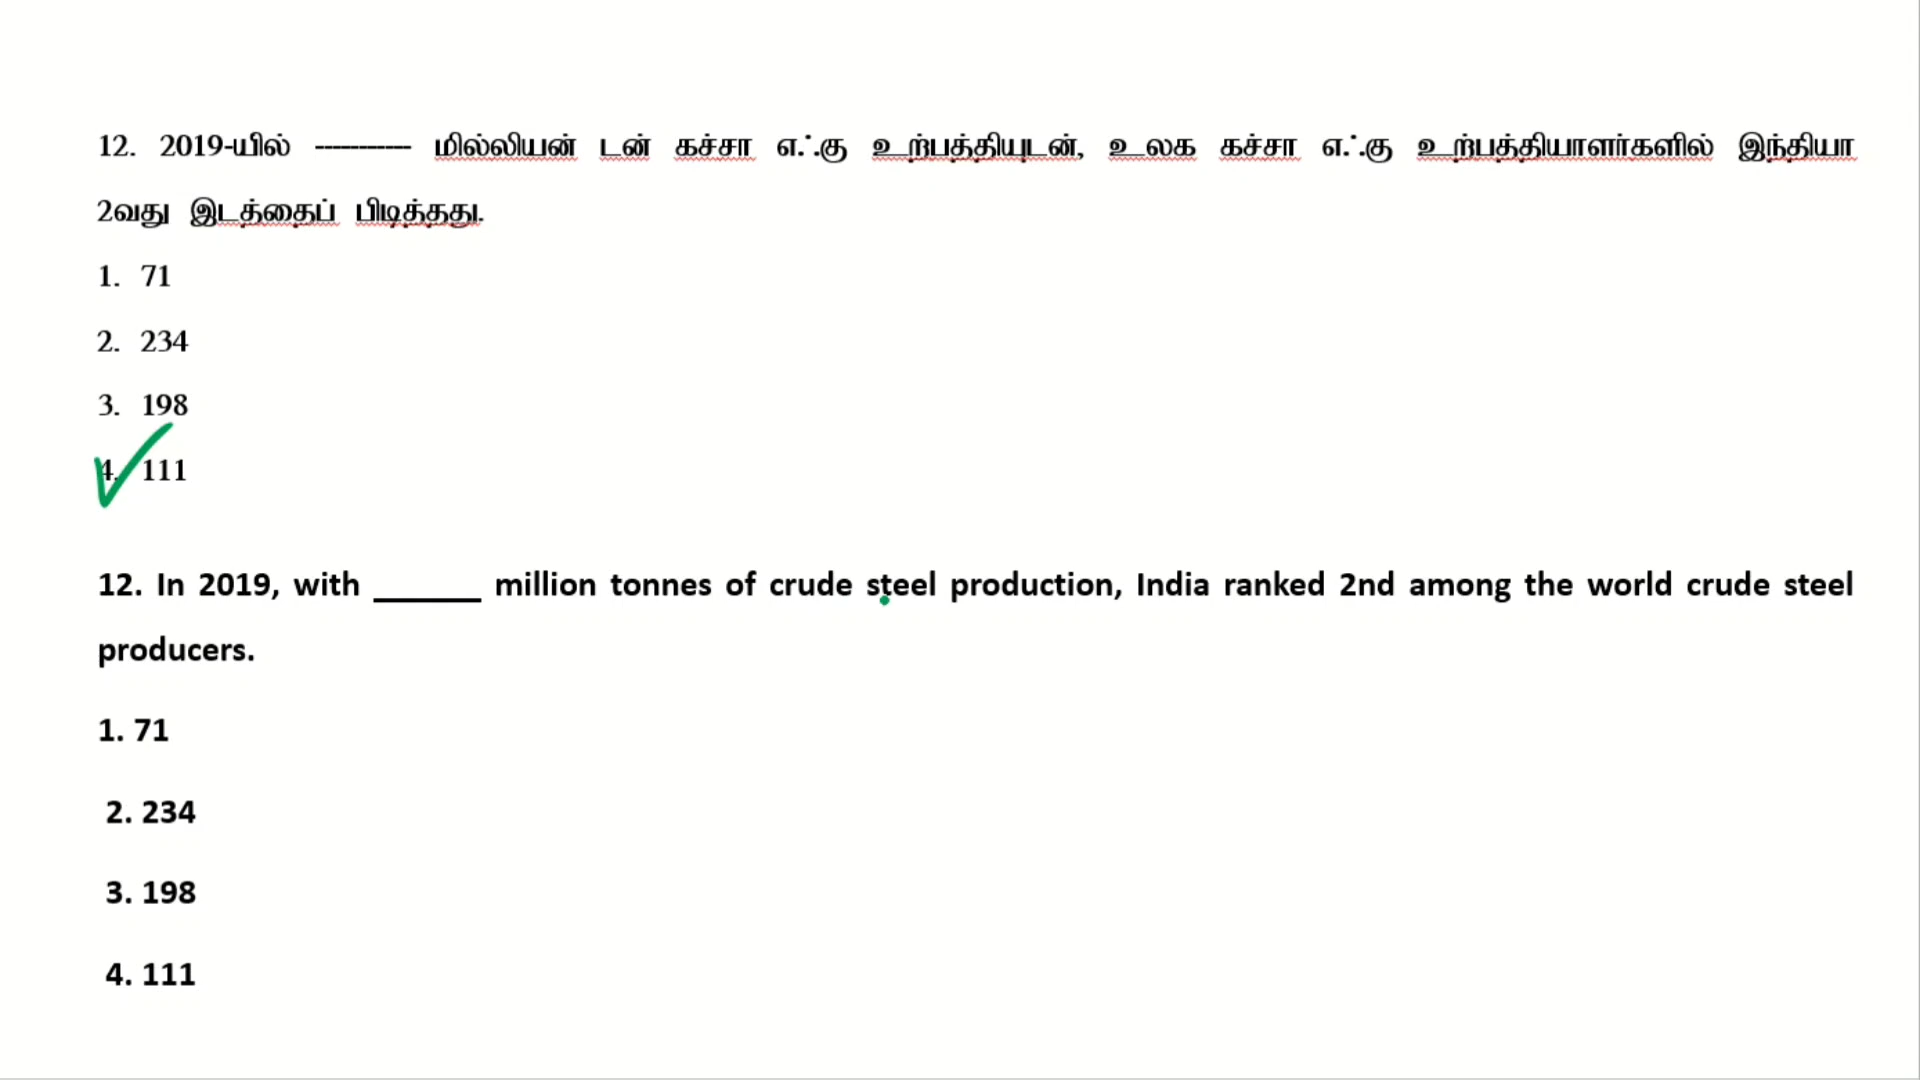 12. 2019-யில் ----------- மில்லியன் டன் கச்சா எஃகு உற்பத்தியுடன், உலக கச்சா எஃகு உற்பத்தியாளர்களில் இந்தியா
2வது இடத்தைப் பிடித்தது.
1. 71
2. 234
3. 198
4. 111
12. In 2019, with ______ million tonnes of crude steel production, India ranked 2nd among the world crude steel
producers.
1. 71
2. 234
3. 198
4. 111